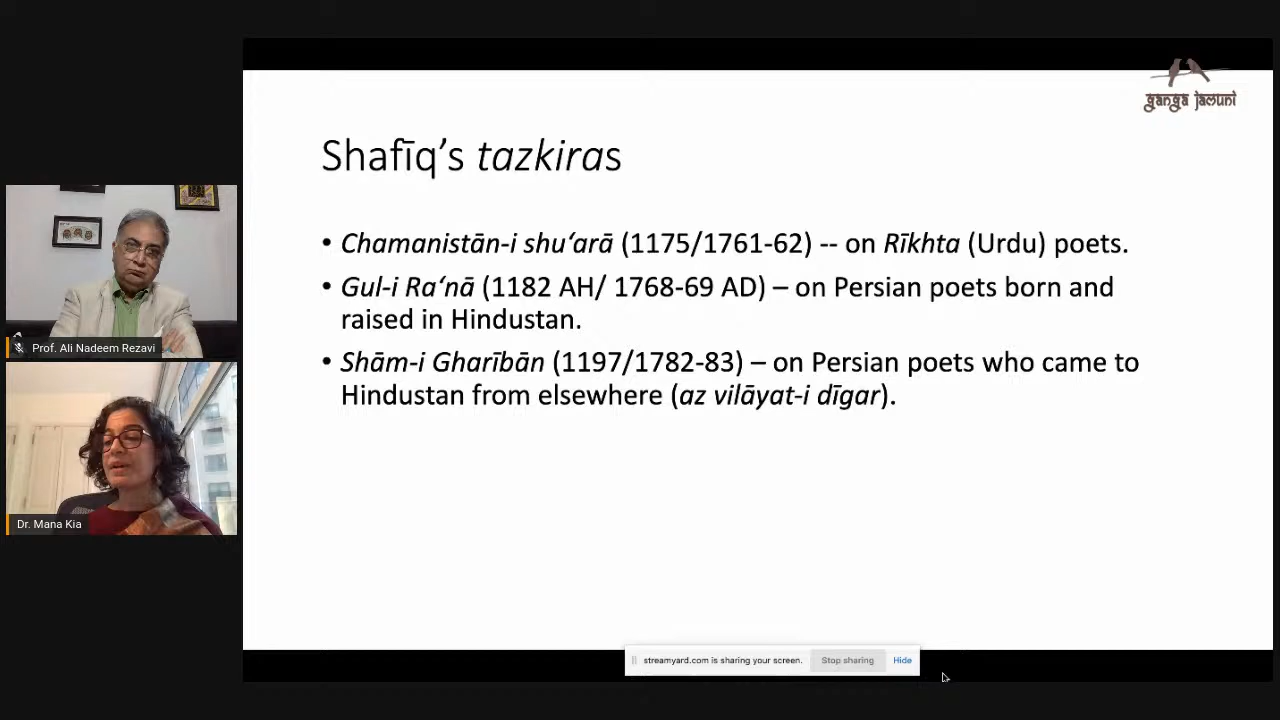 ganga jamuni
Shafīq’s tazkiras
• Chamanistān-i shu‘arā (1175/1761-62) -- on Rīkhta (Urdu) poets.
• Gul-i Ra‘nā (1182 AH/ 1768-69 AD) – on Persian poets born and
raised in Hindustan.
• Shām-i Gharībān (1197/1782-83) – on Persian poets who came to
Hindustan from elsewhere (az vilāyat-i dīgar).
Prof. Ali Nadeem Rezavi
Dr. Mana Kia
streamyard.com is sharing your screen. Stop sharing Hide